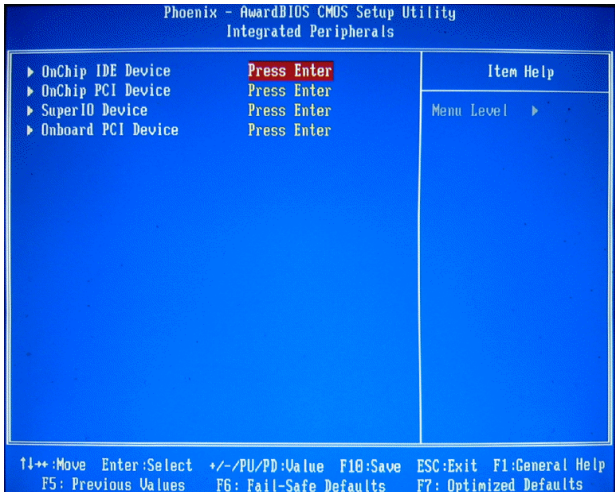 Phoenix - AwardBIOS CMOS Setup Utility
Integrated Peripherals
OnChip IDE Device Press Enter
OnChip PCI Device Press Enter
SuperIO Device Press Enter
Onboard PCI Device Press Enter
Item Help
Menu Level
↑↓→←:Move Enter:Select +/-/PU/PD:Value F10:Save ESC:Exit F1:General Help
F5: Previous Values F6: Fail-Safe Defaults F7: Optimized Defaults